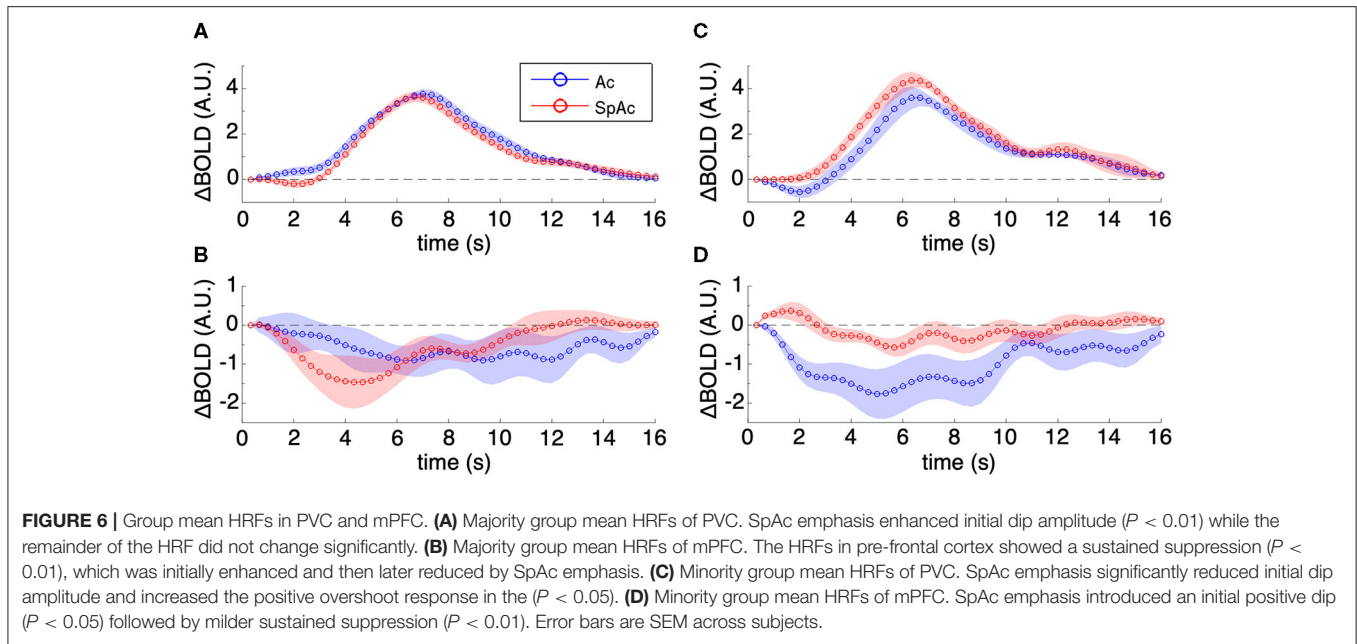 A
C
Ac
SpAc
ΔBOLD (A.U.)
4
2
0
0 2 4 6 8 10 12 14 16
time (s)
ΔBOLD (A.U.)
4
2
0
0 2 4 6 8 10 12 14 16
time (s)
B
D
ΔBOLD (A.U.)
1
0
-1
-2
0 2 4 6 8 10 12 14 16
time (s)
ΔBOLD (A.U.)
1
0
-1
-2
0 2 4 6 8 10 12 14 16
time (s)
FIGURE 6 | Group mean HRFs in PVC and mPFC. (A) Majority group mean HRFs of PVC. SpAc emphasis enhanced initial dip amplitude (P < 0.01) while the
remainder of the HRF did not change significantly. (B) Majority group mean HRFs of mPFC. The HRFs in pre-frontal cortex showed a sustained suppression (P <
0.01), which was initially enhanced and then later reduced by SpAc emphasis. (C) Minority group mean HRFs of PVC. SpAc emphasis significantly reduced initial dip
amplitude and increased the positive overshoot response in the (P < 0.05). (D) Minority group mean HRFs of mPFC. SpAc emphasis introduced an initial positive dip
(P < 0.05) followed by milder sustained suppression (P < 0.01). Error bars are SEM across subjects.